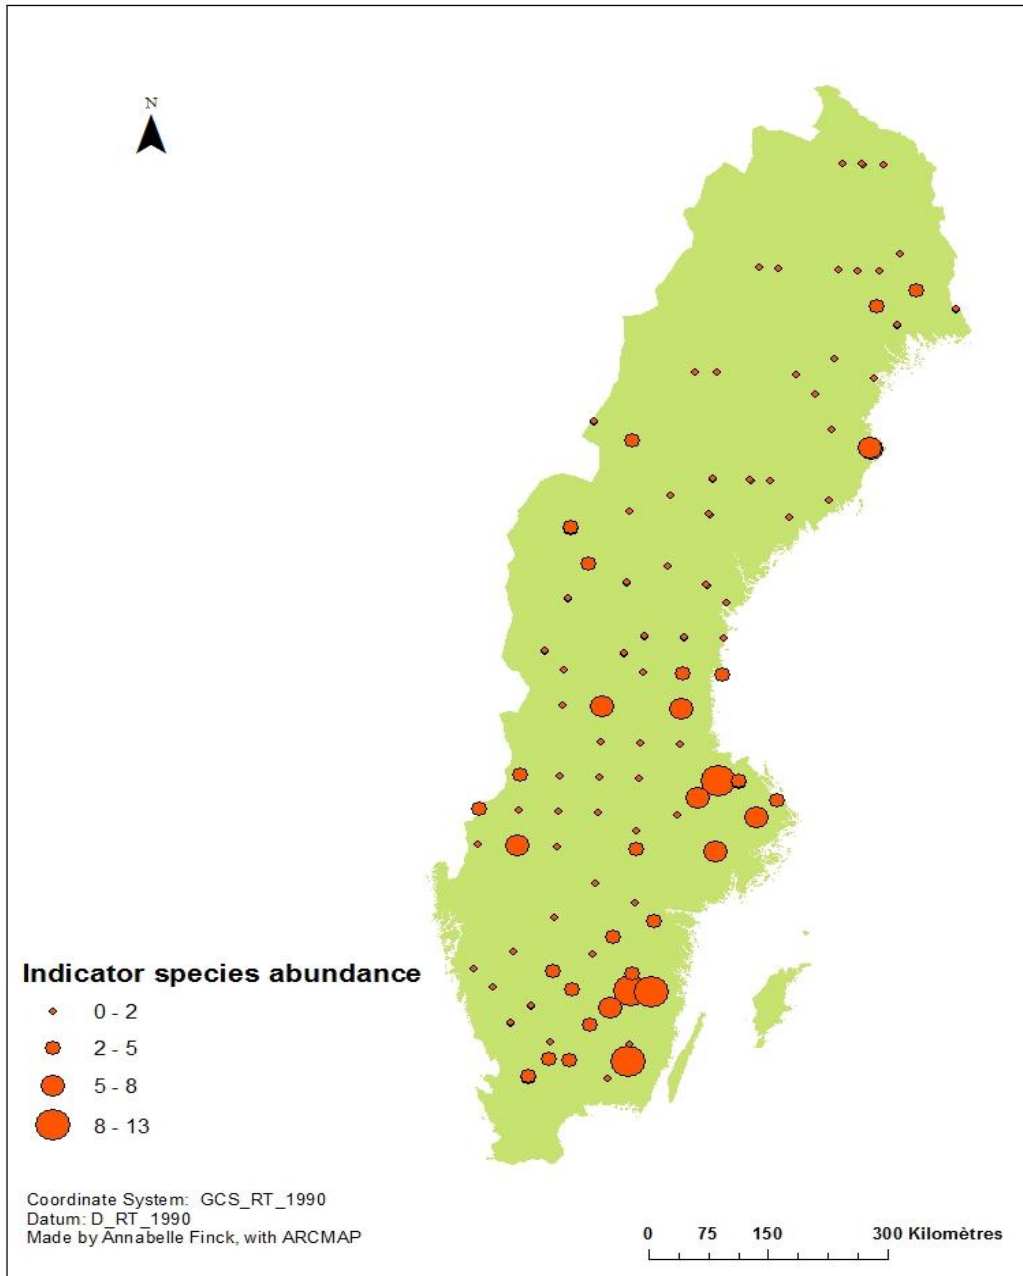 N
Indicator species abundance
0 - 2
2 - 5
5 - 8
8 - 13
Coordinate System: GCS_RT_1990
Datum: D_RT_1990
Made by Annabelle Finck, with ARCMAP
0 75 150 300 Kilomètres